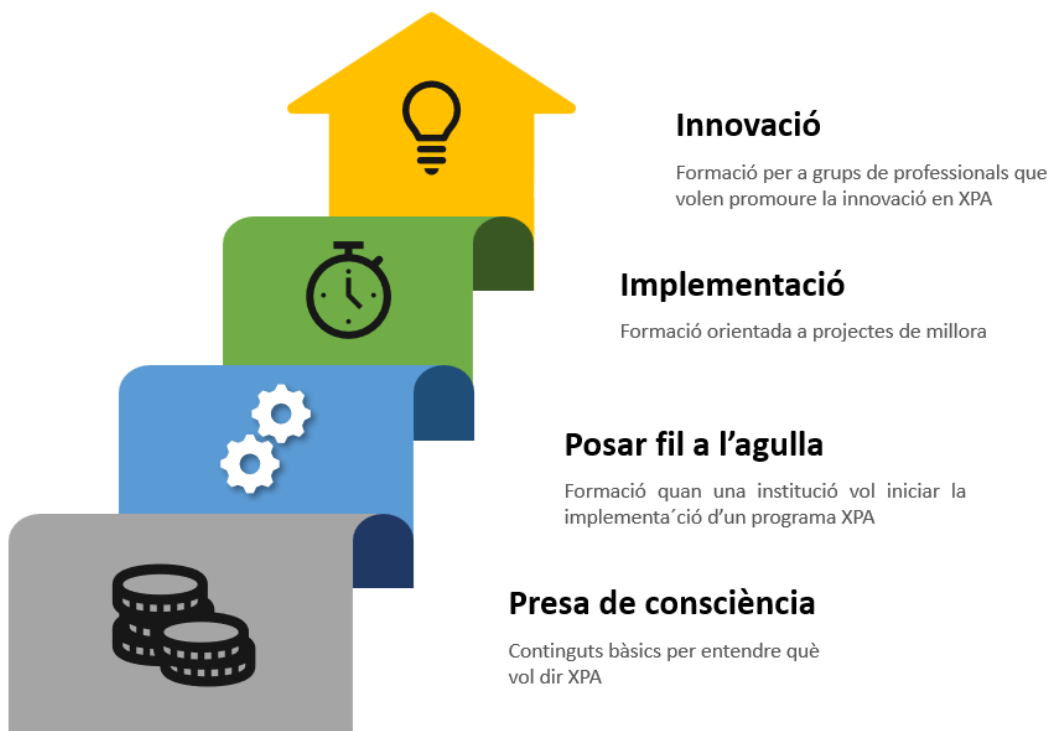 Innovació
Formació per a grups de professionals que
volen promoure la innovació en XPA
Implementació
Formació orientada a projectes de millora
Posar fil a l’agulla
Formació quan una institució vol iniciar la
implementa´ció d’un programa XPA
Presa de consciència
Continguts bàsics per entendre què
vol dir XPA